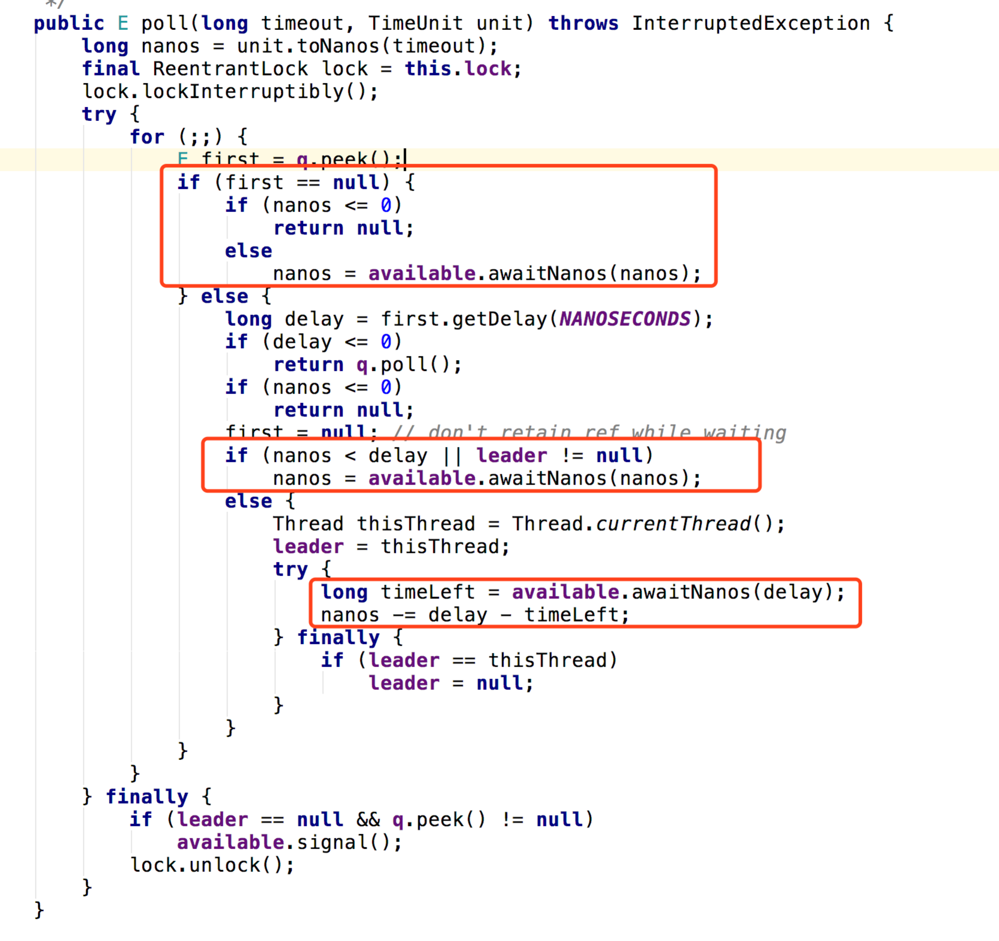 */
public E poll(long timeout, TimeUnit unit) throws InterruptedException {
    long nanos = unit.toNanos(timeout);
    final ReentrantLock lock = this.lock;
    lock.lockInterruptibly();
    try {
        for (;;) {
            E first = q.peek();
            if (first == null) {
                if (nanos <= 0)
                    return null;
                else
                    nanos = available.awaitNanos(nanos);
            } else {
                long delay = first.getDelay(NANOSECONDS);
                if (delay <= 0)
                    return q.poll();
                if (nanos <= 0)
                    return null;
                first = null; // don't retain ref while waiting
                if (nanos < delay || leader != null)
                    nanos = available.awaitNanos(nanos);
                else {
                    Thread thisThread = Thread.currentThread();
                    leader = thisThread;
                    try {
                        long timeLeft = available.awaitNanos(delay);
                        nanos -= delay - timeLeft;
                    } finally {
                        if (leader == thisThread)
                            leader = null;
                    }
                }
            }
        }
    } finally {
        if (leader == null && q.peek() != null)
            available.signal();
        lock.unlock();
    }
}